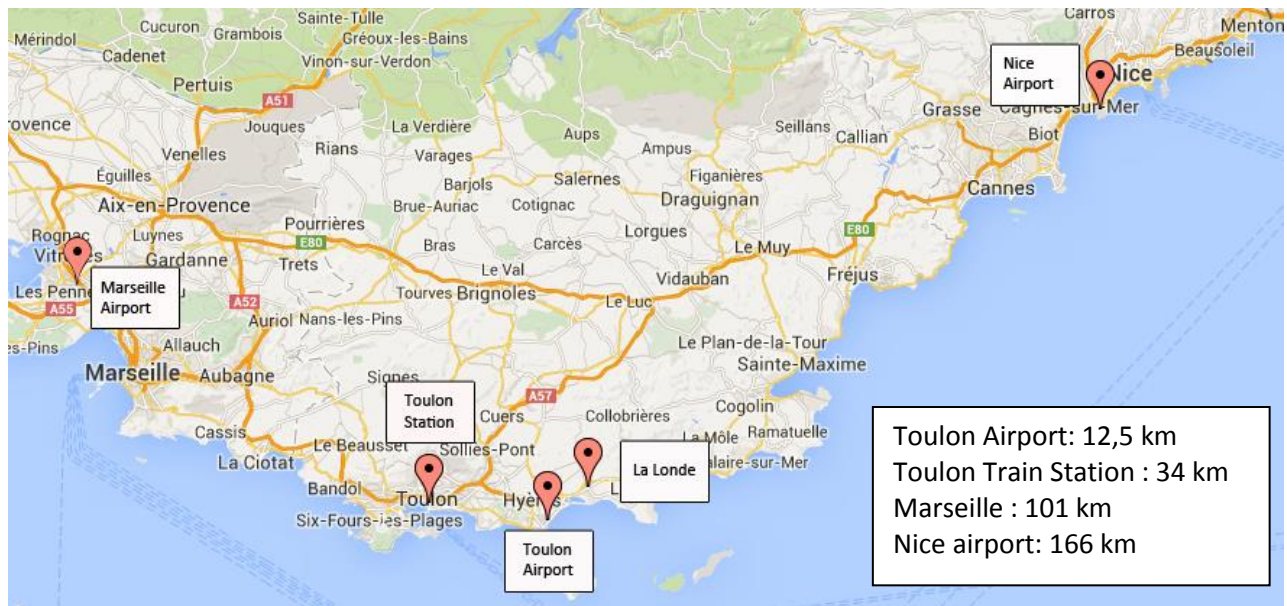 Sainte-Tulle
Carros
Cucuron
Grambois
Gréoux-les-Bains
Menton
Mérindol
Cadenet
Vinon-sur-Verdon
Beausoleil
Nice
Airport
Nice
Pertuis
A51
Grasse
Cagnes-sur-Mer
rovence
Jouques
La Verdière
Aups
Seillans
Callian
Biot
Venelles
Rians
Varages
Ampus
Éguilles
Barjols
Salernes
Figanières
Cannes
Aix-en-Provence
Brue-Auriac
Cotignac
Draguignan
Rognac
Luynes
Pourrières
Lorgues
E80
Vitrolles
E80
Bras
Carcès
Le Muy
Gardanne
Trets
Le Val
Vidauban
Fréjus
Les Penne
Marseille
Airport
A55
A52
Tourves
Brignoles
Le Luc
Auriol
Nans-les-Pins
es-Pins
Allauch
Le Plan-de-la-Tour
Marseille
Aubagne
Signes
Sainte-Maxime
A57
Toulon
Station
Cuers
Collobrières
Cogolin
Cassis
Le Beausset
Sollies-Pont
La Môle
Ramatuelle
La Ciotat
La Londe
alaire-sur-Mer
Bandol
Toulon
Hyères
L
Six-Fours-les-Plages
Toulon
Airport
Toulon Airport: 12,5 km
Toulon Train Station : 34 km
Marseille : 101 km
Nice airport: 166 km